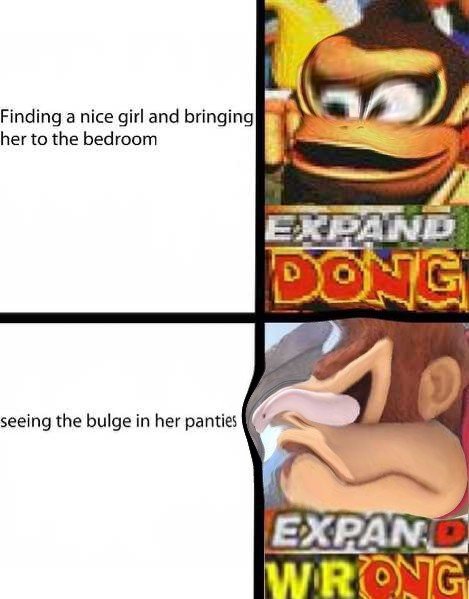 Finding a nice girl and bringing
her to the bedroom
EXPAND
DONG
seeing the bulge in her panties
EXPAND
WRONG